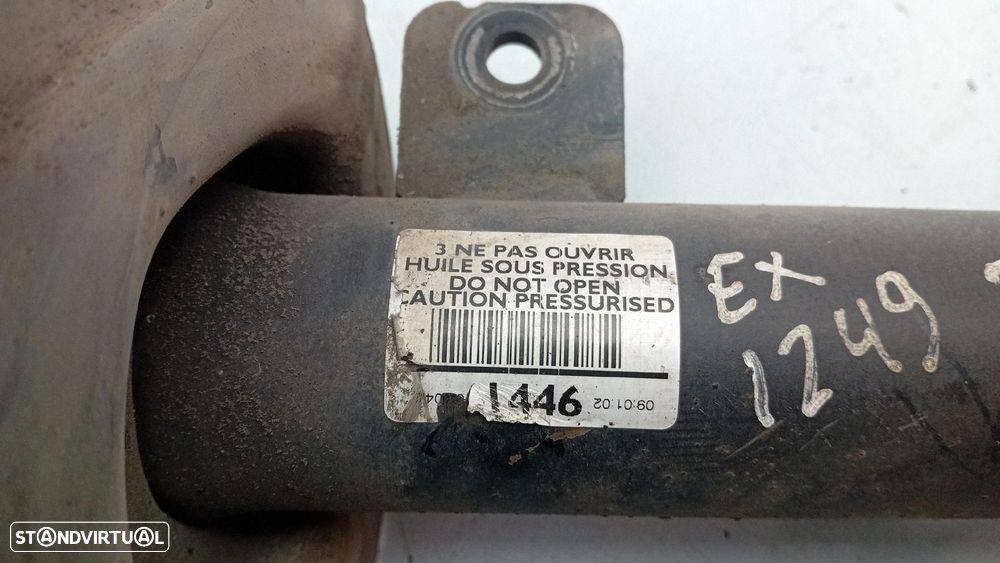 3 NE PAS OUVRIR
HUILE SOUS PRESSION
DO NOT OPEN
CAUTION PRESSURISED
1446
09:01:02
EX
1249
STANDVIRTUAL